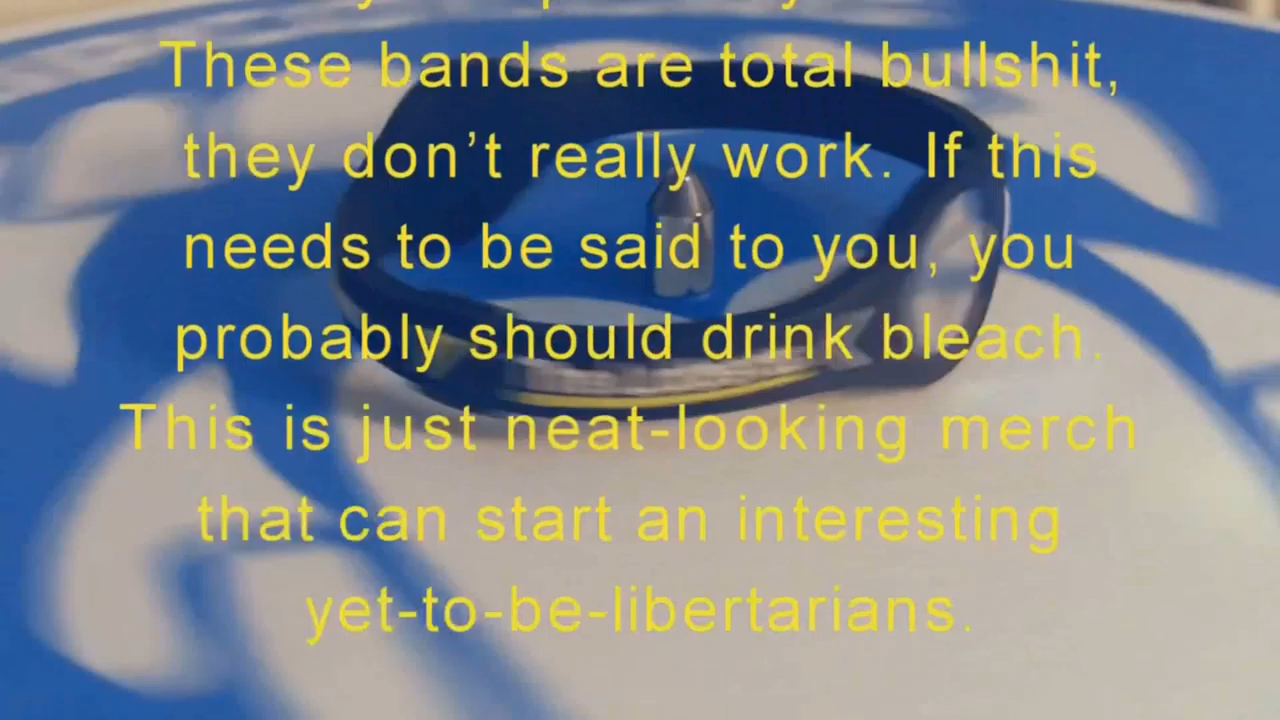 These bands are total bullshit,
they don’t really work. If this
needs to be said to you, you
probably should drink bleach.
This is just neat-looking merch
that can start an interesting
yet-to-be-libertarians.